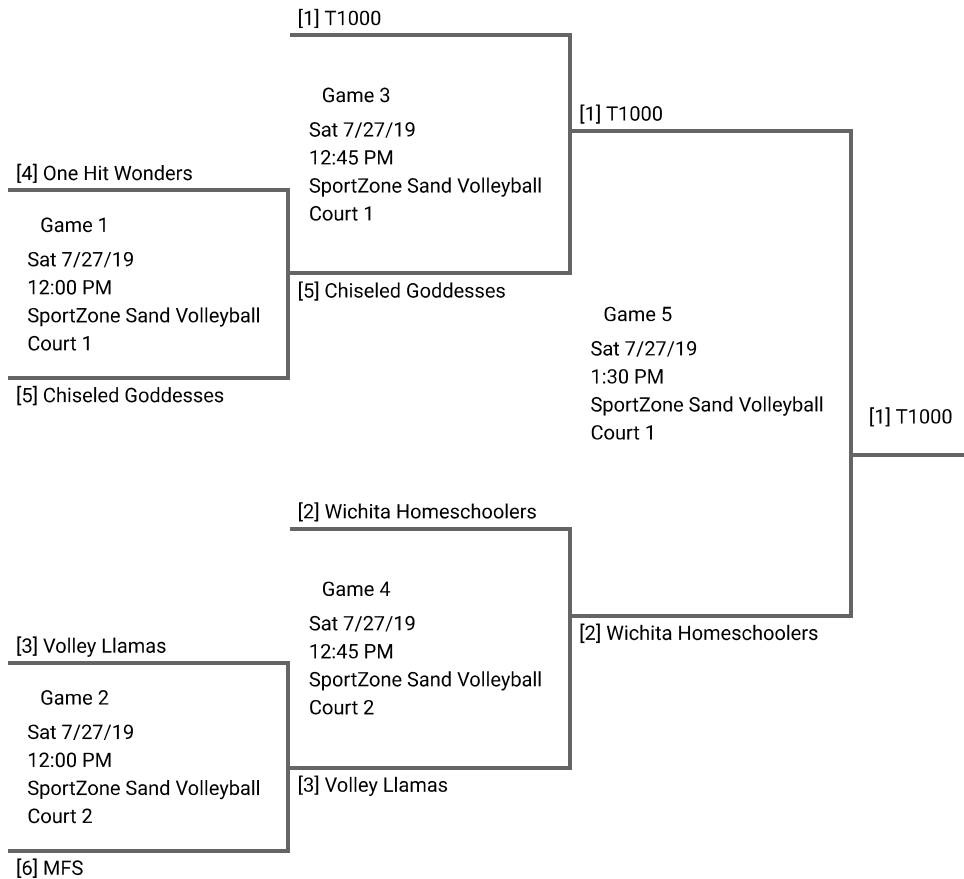 [1] T1000
Game 3
Sat 7/27/19
12:45 PM
SportZone Sand Volleyball
Court 1
[1] T1000
[4] One Hit Wonders
Game 1
Sat 7/27/19
12:00 PM
SportZone Sand Volleyball
Court 1
[5] Chiseled Goddesses
[5] Chiseled Goddesses
Game 5
Sat 7/27/19
1:30 PM
SportZone Sand Volleyball
Court 1
[1] T1000
[2] Wichita Homeschoolers
Game 4
Sat 7/27/19
12:45 PM
SportZone Sand Volleyball
Court 2
[2] Wichita Homeschoolers
[3] Volley Llamas
Game 2
Sat 7/27/19
12:00 PM
SportZone Sand Volleyball
Court 2
[3] Volley Llamas
[6] MFS